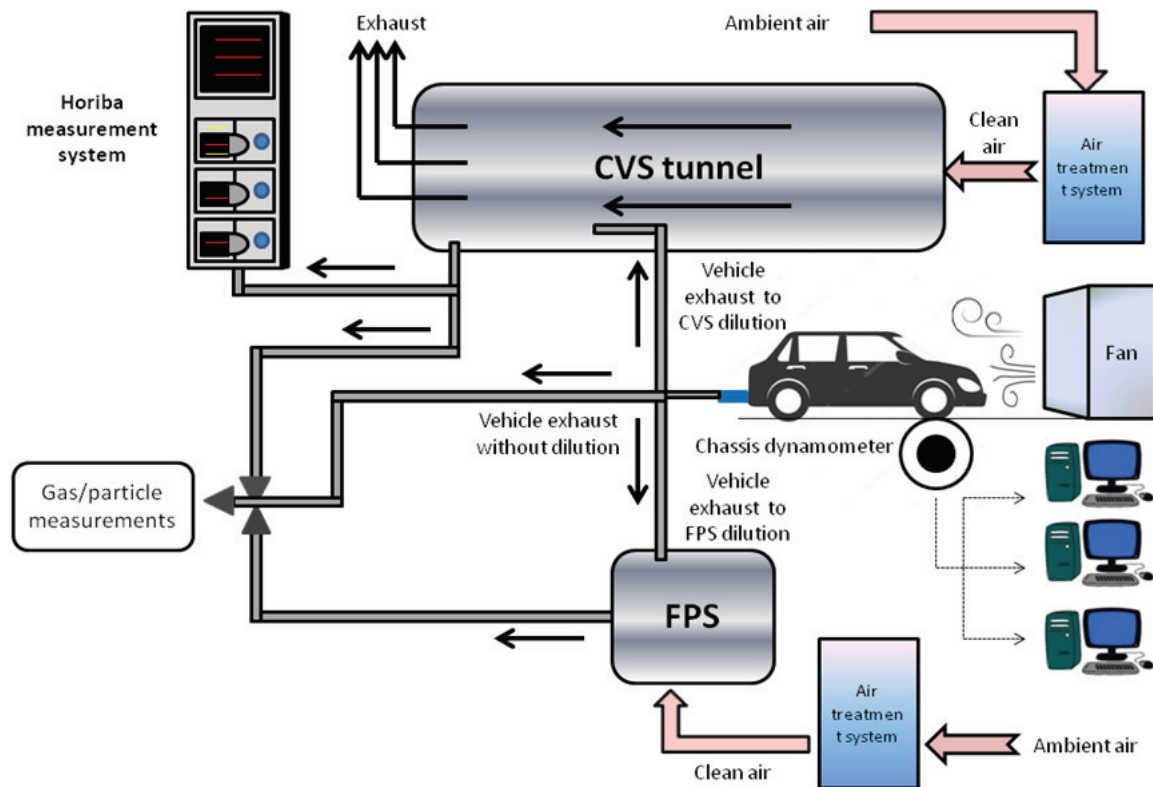 Exhaust
Ambient air
Horiba
measurement
system
CVS tunnel
Clean
air
Air
treatmen
t system
Vehicle
exhaust to
CVS dilution
Fan
Vehicle exhaust
without dilution
Chassis dynamometer
Gas/particle
measurements
Vehicle
exhaust to
FPS dilution
FPS
Air
treatmen
t system
Clean air
Ambient air